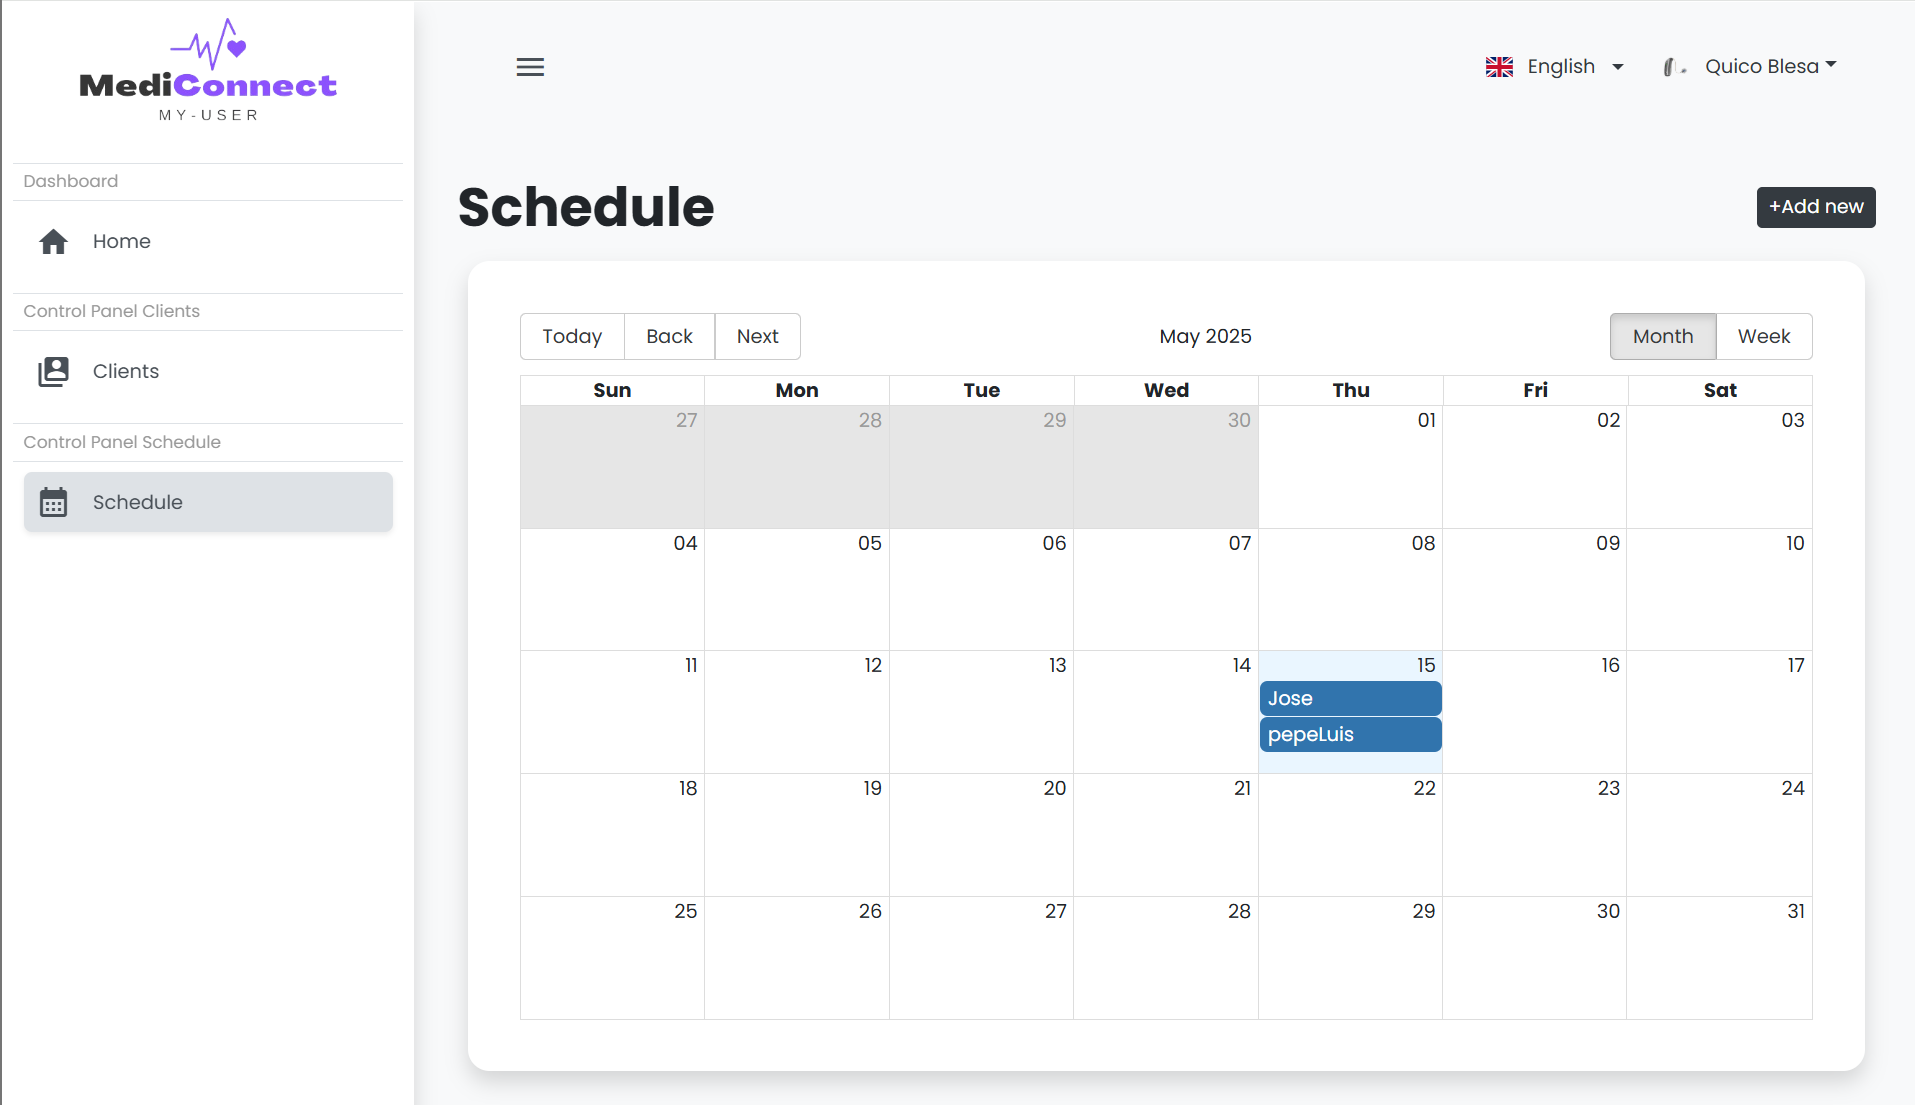 MediConnect
MY-USER
English
Quico Blesa
Dashboard
Home
Control Panel Clients
Clients
Control Panel Schedule
Schedule
Schedule
+Add new
Today Back Next
May 2025
Month Week
Sun Mon Tue Wed Thu Fri Sat
27 28 29 30 01 02 03
04 05 06 07 08 09 10
11 12 13 14 15 16 17
Jose
pepeLuis
18 19 20 21 22 23 24
25 26 27 28 29 30 31